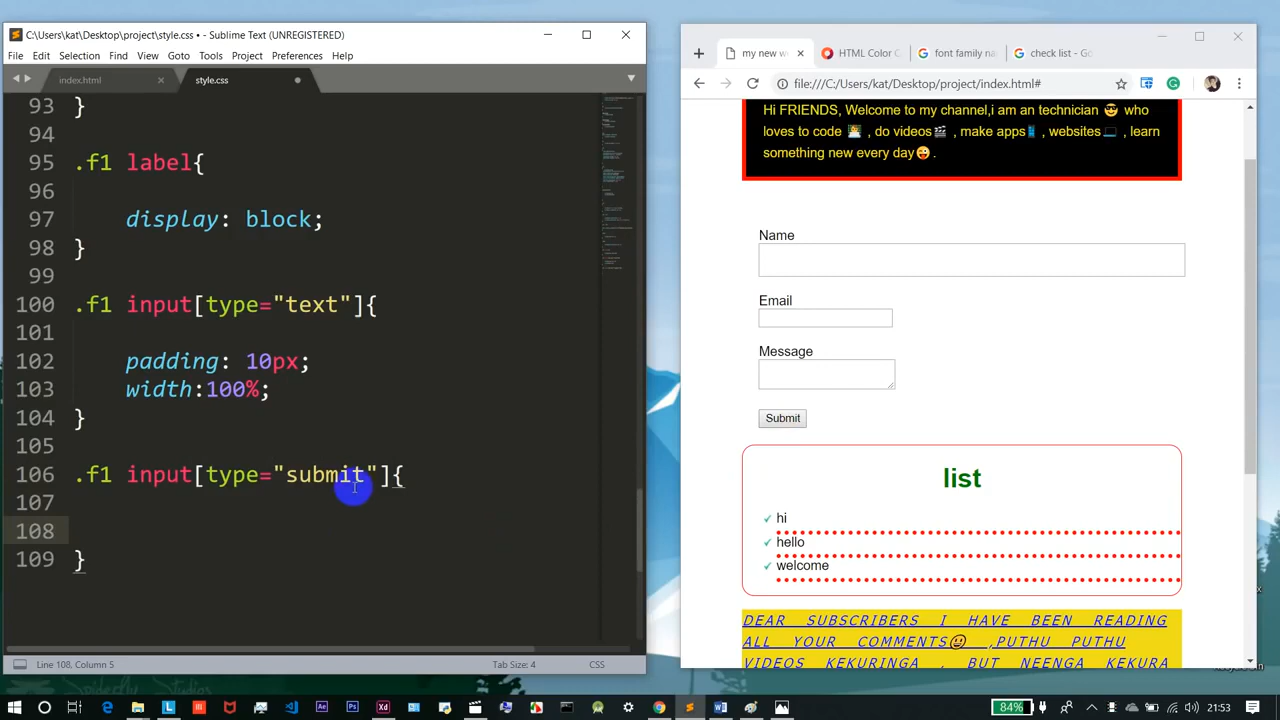 C:\Users\kat\Desktop\project\style.css • - Sublime Text (UNREGISTERED)
File Edit Selection Find View Goto Tools Project Preferences Help
index.html style.css
93 }
94
95 .f1 label{
96
97 display: block;
98 }
99
100 .f1 input[type="text"]{
101
102 padding: 10px;
103 width:100%;
104 }
105
106 .f1 input[type="submit"]{
107
108
109 }
Line 108, Column 5 Tab Size: 4 CSS
my new w HTML Color C font family na check list - Go
file:///C:/Users/kat/Desktop/project/index.html#
Hi FRIENDS, Welcome to my channel,i am an technician 😎 who
loves to code 👨‍💻 , do videos🎬 , make apps📱, websites💻 , learn
something new every day😜 .
Name
Email
Message
Submit
list
✓ hi
✓ hello
✓ welcome
DEAR SUBSCRIBERS I HAVE BEEN READING
ALL YOUR COMMENTS😃 ,PUTHU PUTHU
VIDEOS KEKURINGA , BUT NEENGA KEKURA
Spiderfly Studios
84% 21:53